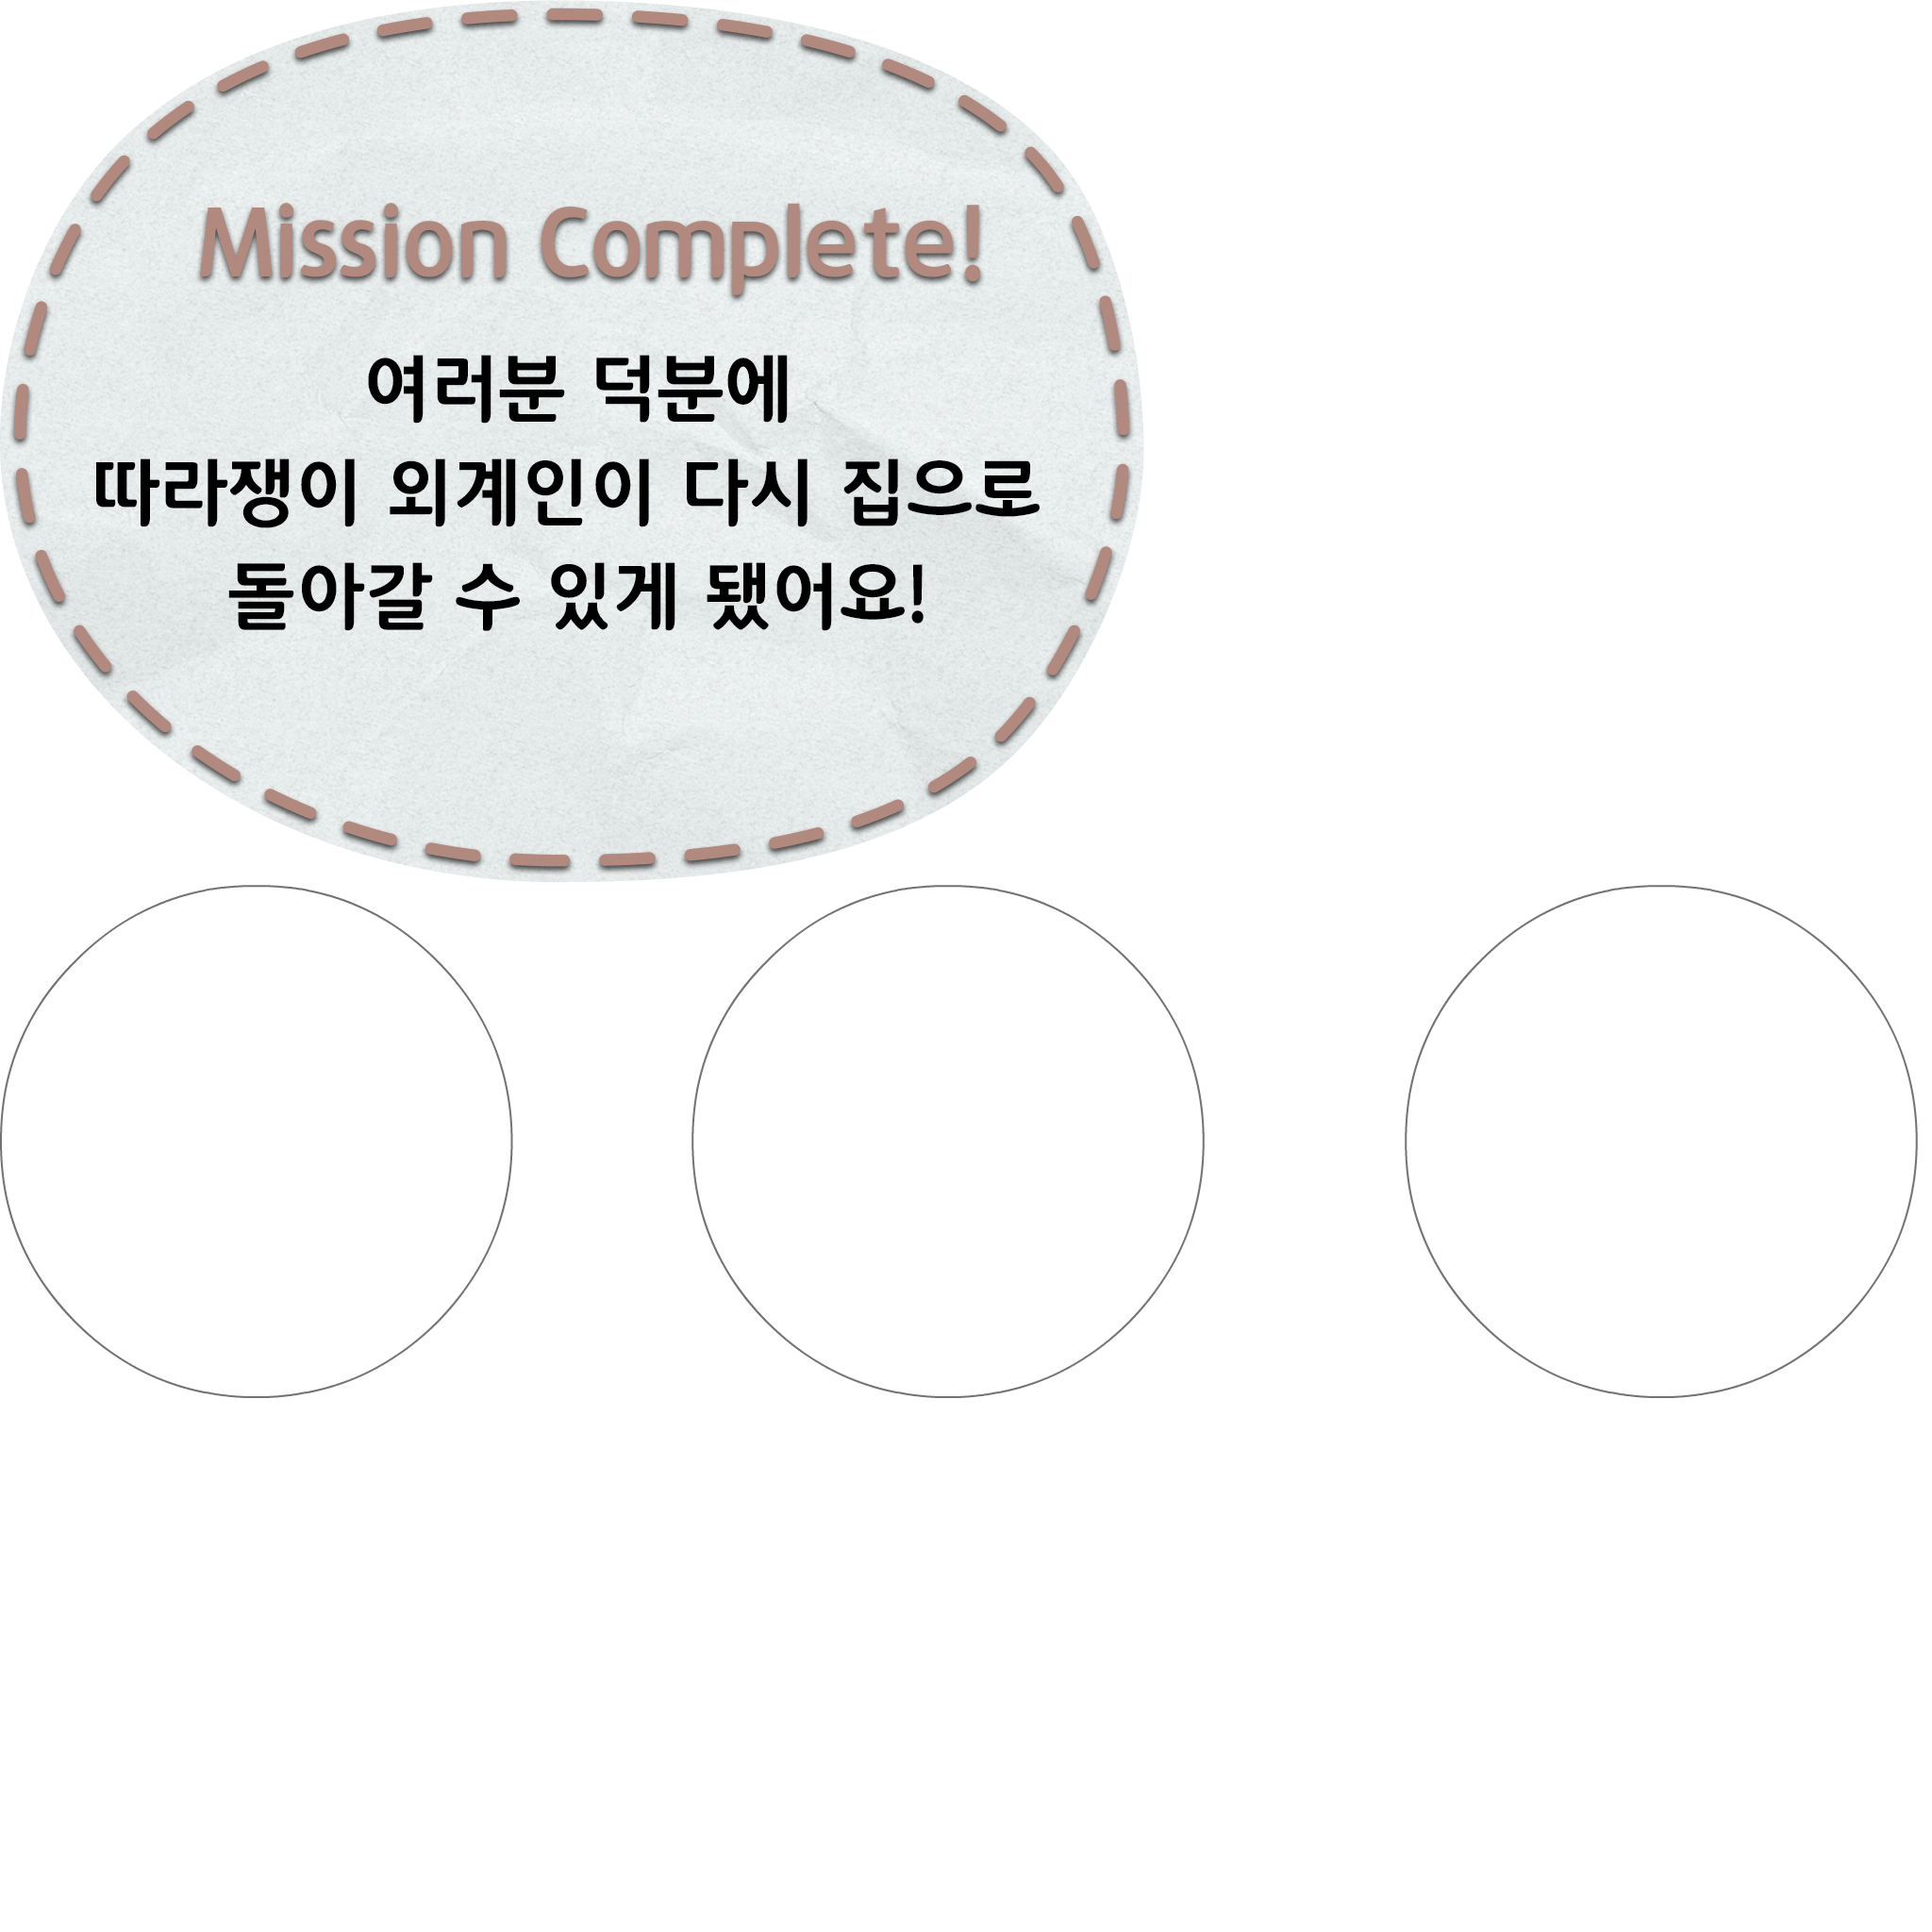 Mission Complete!
여러분 덕분에
따라쟁이 외계인이 다시 집으로
돌아갈 수 있게 됐어요!